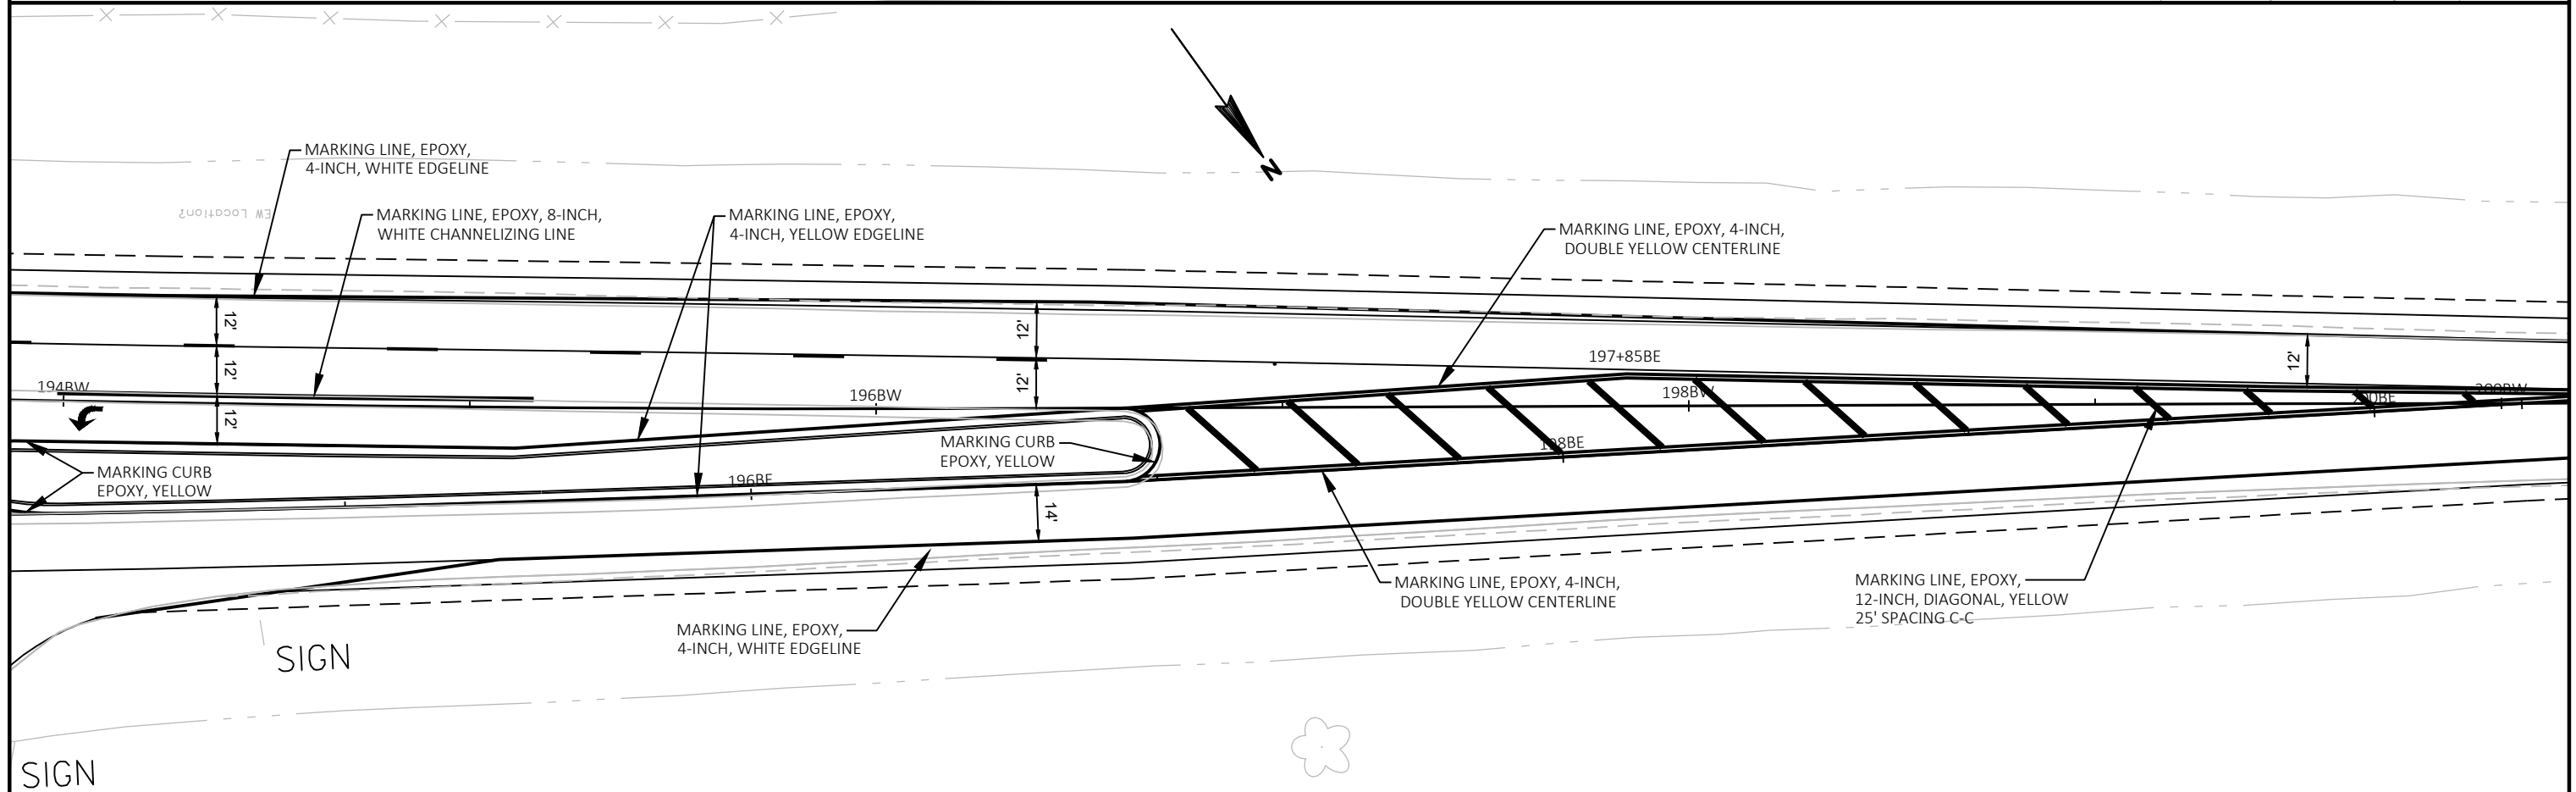 N
MARKING LINE, EPOXY,
4-INCH, WHITE EDGELINE
EW Location?
MARKING LINE, EPOXY, 8-INCH,
WHITE CHANNELIZING LINE
MARKING LINE, EPOXY,
4-INCH, YELLOW EDGELINE
MARKING LINE, EPOXY, 4-INCH,
DOUBLE YELLOW CENTERLINE
12'
12'
12'
12'
12'
12'
14'
197+85BE
194BW
196BW
198BW
200BW
200BE
198BE
196BE
MARKING CURB
EPOXY, YELLOW
MARKING CURB
EPOXY, YELLOW
MARKING LINE, EPOXY, 4-INCH,
DOUBLE YELLOW CENTERLINE
MARKING LINE, EPOXY,
12-INCH, DIAGONAL, YELLOW
25' SPACING C-C
MARKING LINE, EPOXY,
4-INCH, WHITE EDGELINE
SIGN
SIGN